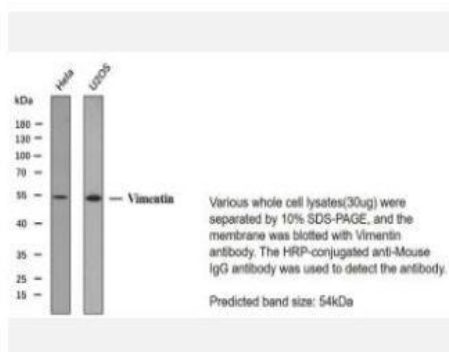 Hela U2OS
kDa
180
130
100
70
55
Vimentin
40
35
25
15
Various whole cell lysates(30ug) were
separated by 10% SDS-PAGE, and the
membrane was blotted with Vimentin
antibody. The HRP-conjugated anti-Mouse
IgG antibody was used to detect the antibody.
Predicted band size: 54kDa